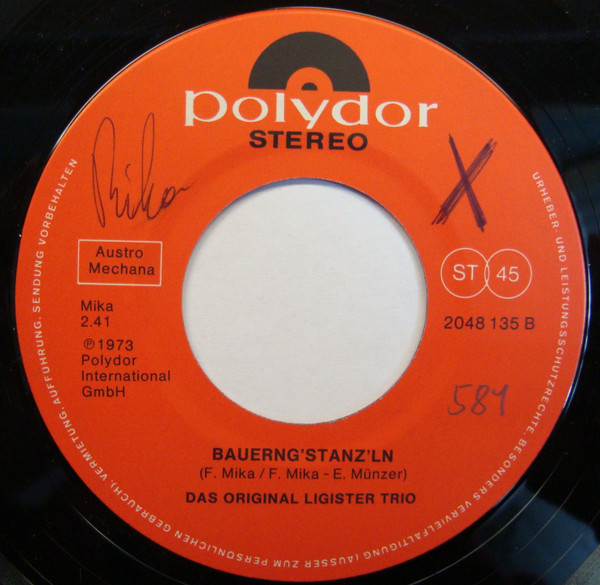 polydor
STEREO
Mika
X
Austro
Mechana
ST 45
Mika
2.41
2048 135 B
℗ 1973
Polydor
International
GmbH
584
BAUERNG'STANZ'LN
(F. Mika / F. Mika - E. Münzer)
DAS ORIGINAL LIGISTER TRIO
URHEBER- UND LEISTUNGSSCHUTZRECHTE, BESONDERS VERVIELFÄLTIGUNG (AUSSER ZUM PERSÖNLICHEN GEBRAUCH), VERMIETUNG, AUFFÜHRUNG, SENDUNG VORBEHALTEN